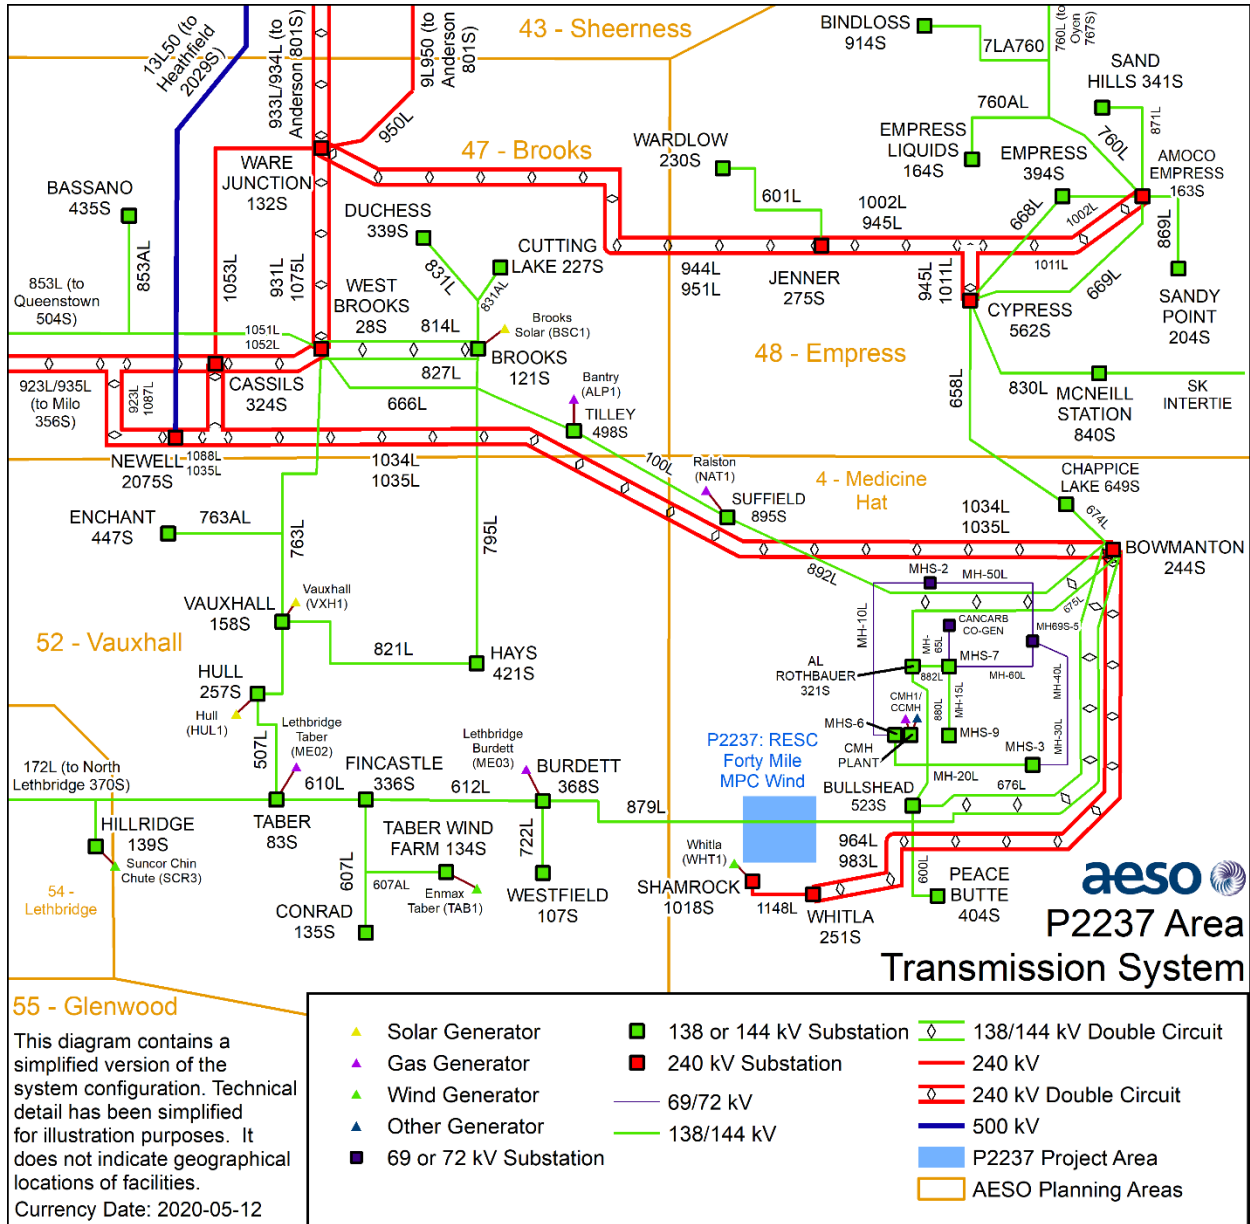 43 - Sheerness
13L50 (to
Heathfield
2029S)
933L/934L (to
Anderson 801S)
9L950 (to
Anderson
801S)
950L
BINDLOSS
914S
7LA760
760L (to
Oyen
767S)
SAND
HILLS 341S
760AL
871L
760L
WARDLOW
230S
EMPRESS
LIQUIDS
164S
EMPRESS
394S
AMOCO
EMPRESS
163S
47 - Brooks
WARE
JUNCTION
132S
BASSANO
435S
DUCHESS
339S
CUTTING
LAKE 227S
601L
1002L
945L
668L
1002L
869L
853AL
1053L
931L
1075L
831L
831AL
944L
951L
JENNER
275S
945L
1011L
1011L
669L
CYPRESS
562S
SANDY
POINT
204S
853L (to
Queenstown
504S)
WEST
BROOKS
28S
Brooks
Solar (BSC1)
1051L
1052L
814L
BROOKS
121S
827L
48 - Empress
658L
830L
MCNEILL
STATION
840S
SK
INTERTIE
923L/935L
(to Milo
356S)
923L
1087L
CASSILS
324S
666L
Bantry
(ALP1)
TILLEY
498S
NEWELL
2075S
1088L
1035L
1034L
1035L
100L
Ralston
(NAT1)
SUFFIELD
895S
4 - Medicine
Hat
CHAPPICE
LAKE 649S
674L
1034L
1035L
BOWMANTON
244S
ENCHANT
447S
763AL
763L
795L
892L
MHS-2
MH-50L
675L
MH-10L
CANCARB
CO-GEN
MH69S-5
MH-
65L
Vauxhall
(VXH1)
VAUXHALL
158S
52 - Vauxhall
821L
HAYS
421S
AL
ROTHBAUER
321S
882L
MHS-7
MH-60L
MH-40L
HULL
257S
Hull
(HUL1)
CMH1/
CCMH
880L
MH-15L
MHS-6
CMH
PLANT
MHS-9
MHS-3
MH-30L
MH-20L
507L
Lethbridge
Taber
(ME02)
Lethbridge
Burdett
(ME03)
P2237: RESC
Forty Mile
MPC Wind
172L (to North
Lethbridge 370S)
610L
FINCASTLE
336S
612L
BURDETT
368S
879L
BULLSHEAD
523S
676L
HILLRIDGE
139S
TABER
83S
TABER WIND
FARM 134S
722L
Suncor Chin
Chute (SCR3)
607L
607AL
Enmax
Taber (TAB1)
WESTFIELD
107S
Whitla
(WHT1)
964L
983L
600L
SHAMROCK
1018S
1148L
WHITLA
251S
PEACE
BUTTE
404S
54 -
Lethbridge
CONRAD
135S
aeso
P2237 Area
Transmission System
55 - Glenwood
This diagram contains a
simplified version of the
system configuration. Technical
detail has been simplified
for illustration purposes. It
does not indicate geographical
locations of facilities.
Currency Date: 2020-05-12
Solar Generator
Gas Generator
Wind Generator
Other Generator
69 or 72 kV Substation
138 or 144 kV Substation
240 kV Substation
69/72 kV
138/144 kV
138/144 kV Double Circuit
240 kV
240 kV Double Circuit
500 kV
P2237 Project Area
AESO Planning Areas